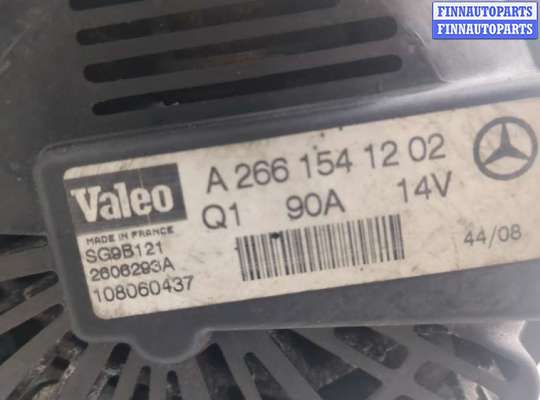 FINNAUTOPARTS
FINNAUTOPARTS
Valeo
A 266 154 12 02
Q1 90A 14V
MADE IN FRANCE
SG9B121
2606293A
108060437
44/08